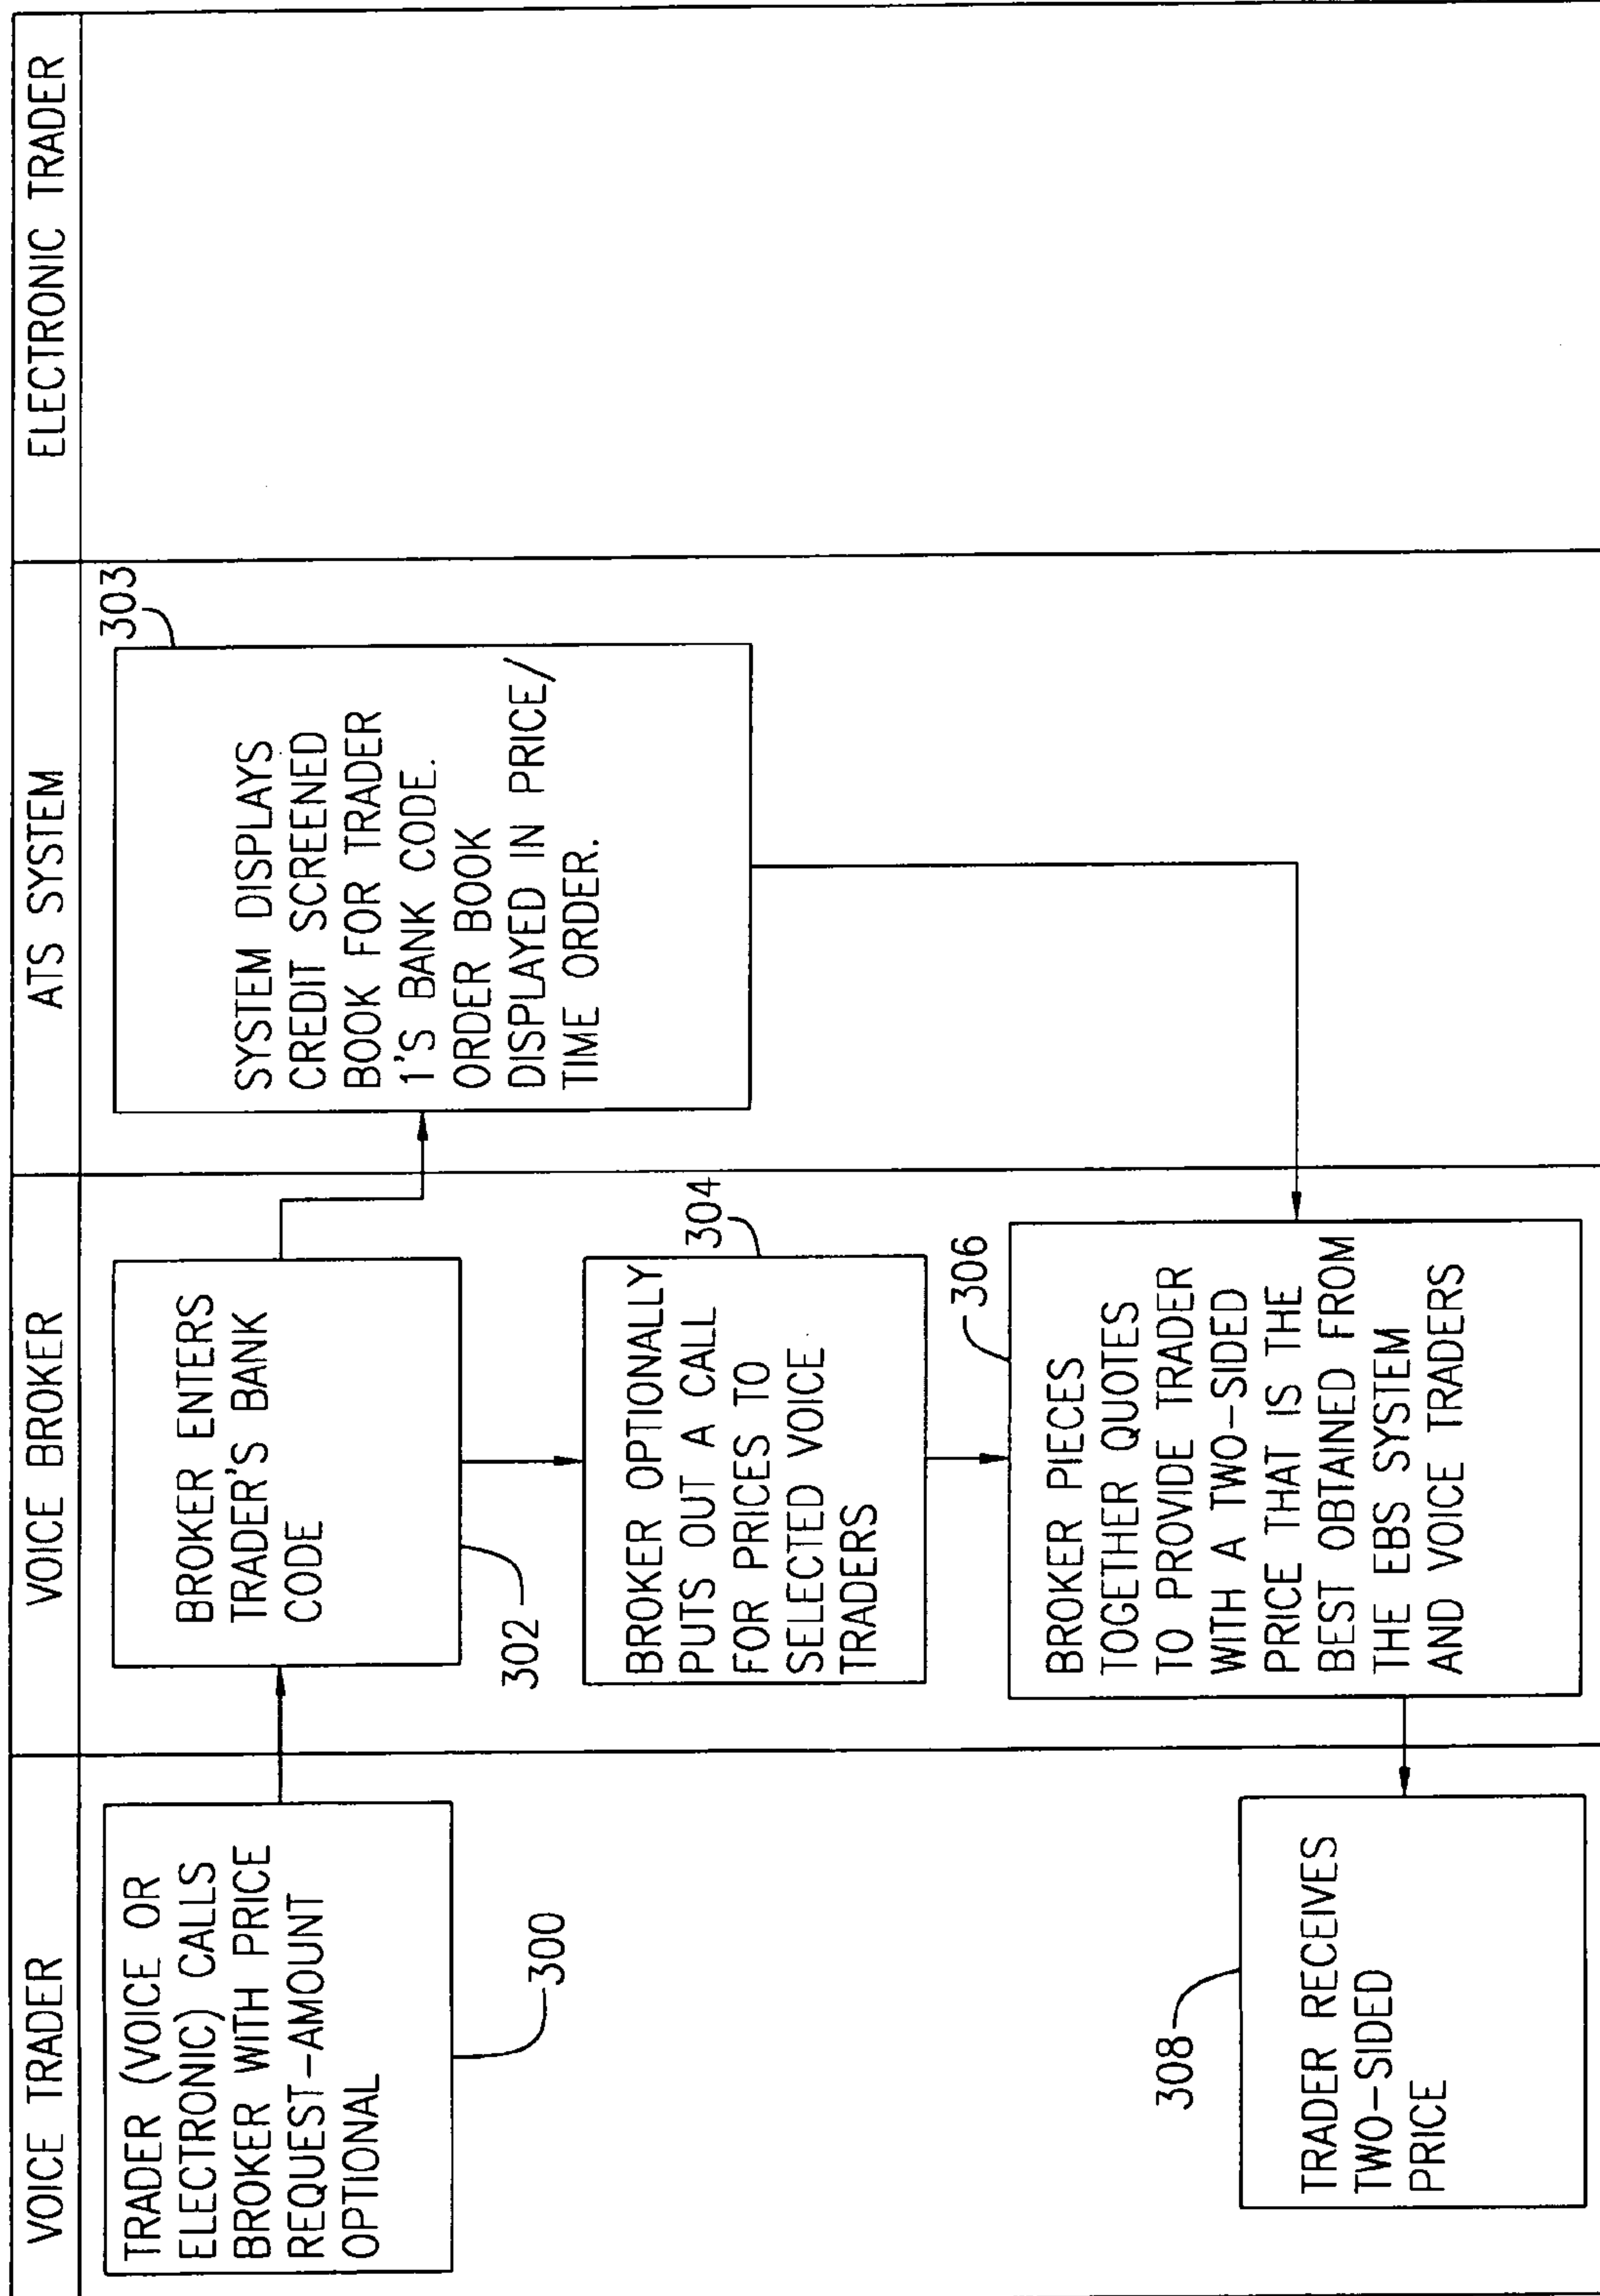 VOICE TRADER
VOICE BROKER
ATS SYSTEM
ELECTRONIC TRADER
TRADER (VOICE OR
ELECTRONIC) CALLS
BROKER WITH PRICE
REQUEST-AMOUNT
OPTIONAL
300
BROKER ENTERS
TRADER'S BANK
CODE
302
SYSTEM DISPLAYS
CREDIT SCREENED
BOOK FOR TRADER
1'S BANK CODE.
ORDER BOOK
DISPLAYED IN PRICE/
TIME ORDER.
303
BROKER OPTIONALLY
PUTS OUT A CALL
FOR PRICES TO
SELECTED VOICE
TRADERS
304
BROKER PIECES
TOGETHER QUOTES
TO PROVIDE TRADER
WITH A TWO-SIDED
PRICE THAT IS THE
BEST OBTAINED FROM
THE EBS SYSTEM
AND VOICE TRADERS
306
TRADER RECEIVES
TWO-SIDED
PRICE
308